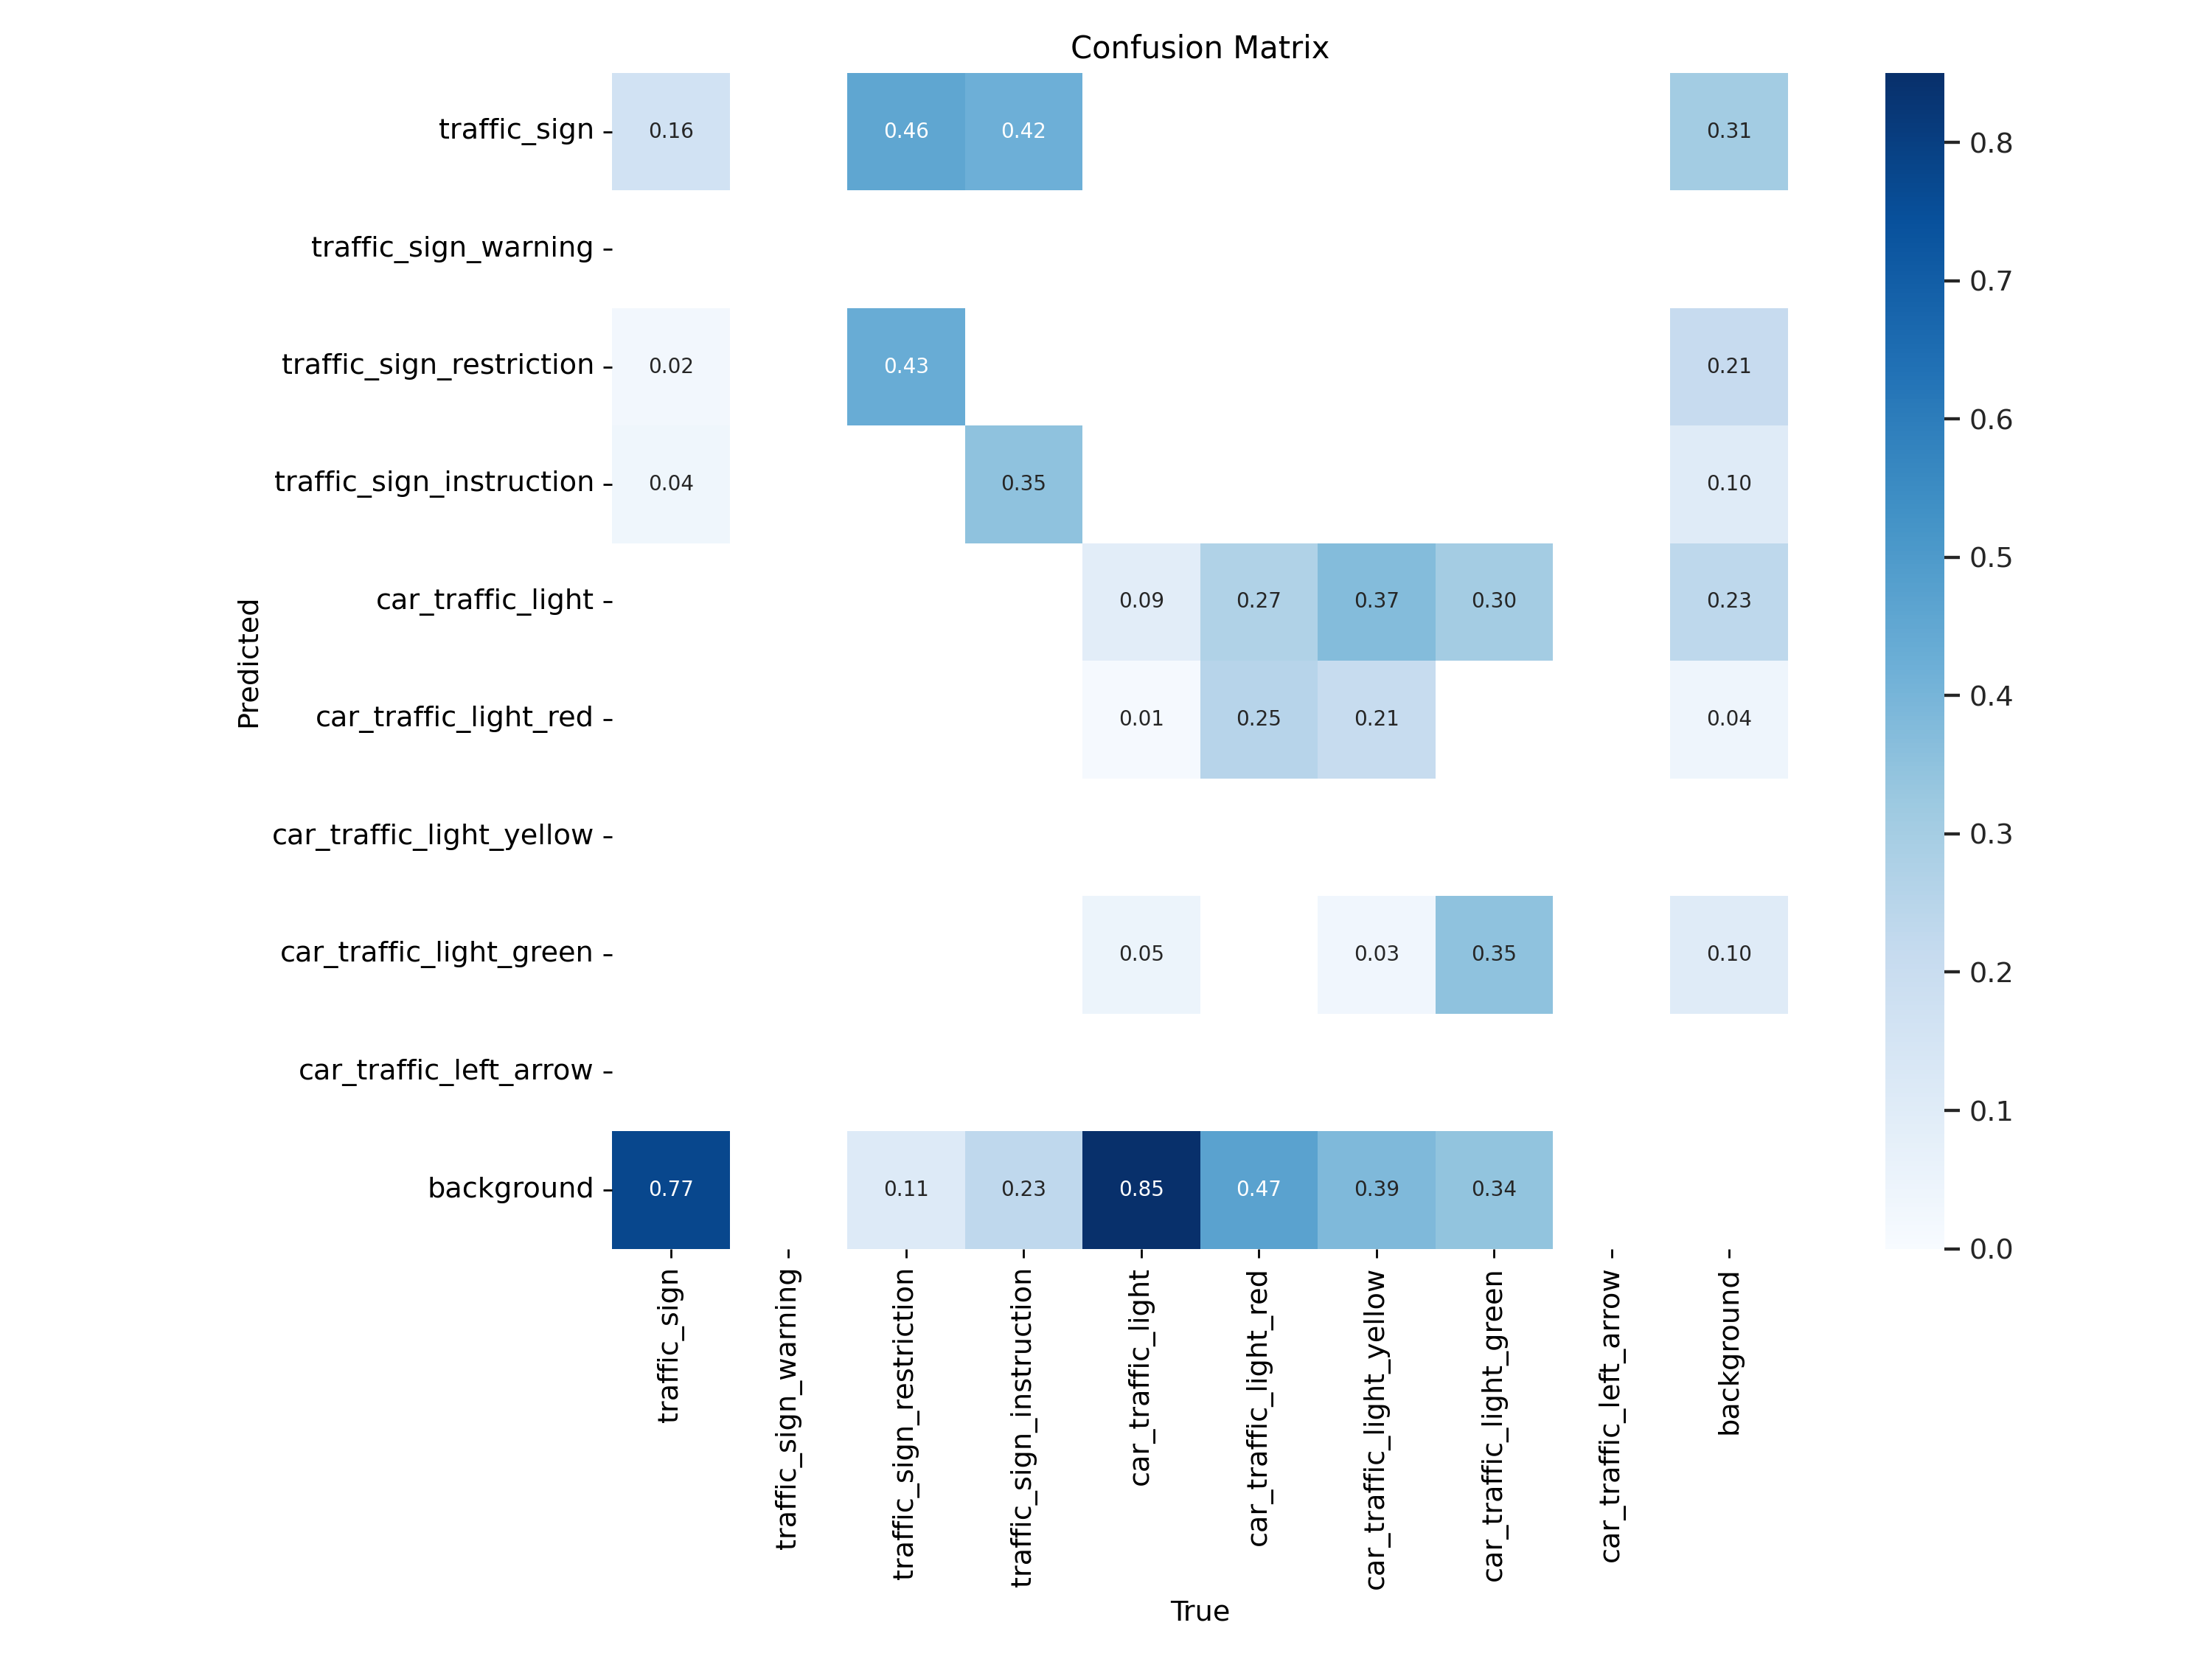 Confusion Matrix
traffic_sign 0.16 0.46 0.42 0.31
traffic_sign_warning
traffic_sign_restriction 0.02 0.43 0.21
traffic_sign_instruction 0.04 0.35 0.10
car_traffic_light 0.09 0.27 0.37 0.30 0.23
car_traffic_light_red 0.01 0.25 0.21 0.04
car_traffic_light_yellow
car_traffic_light_green 0.05 0.03 0.35 0.10
car_traffic_left_arrow
background 0.77 0.11 0.23 0.85 0.47 0.39 0.34
Predicted
traffic_sign
traffic_sign_warning
traffic_sign_restriction
traffic_sign_instruction
car_traffic_light
car_traffic_light_red
car_traffic_light_yellow
car_traffic_light_green
car_traffic_left_arrow
background
True
0.8
0.7
0.6
0.5
0.4
0.3
0.2
0.1
0.0